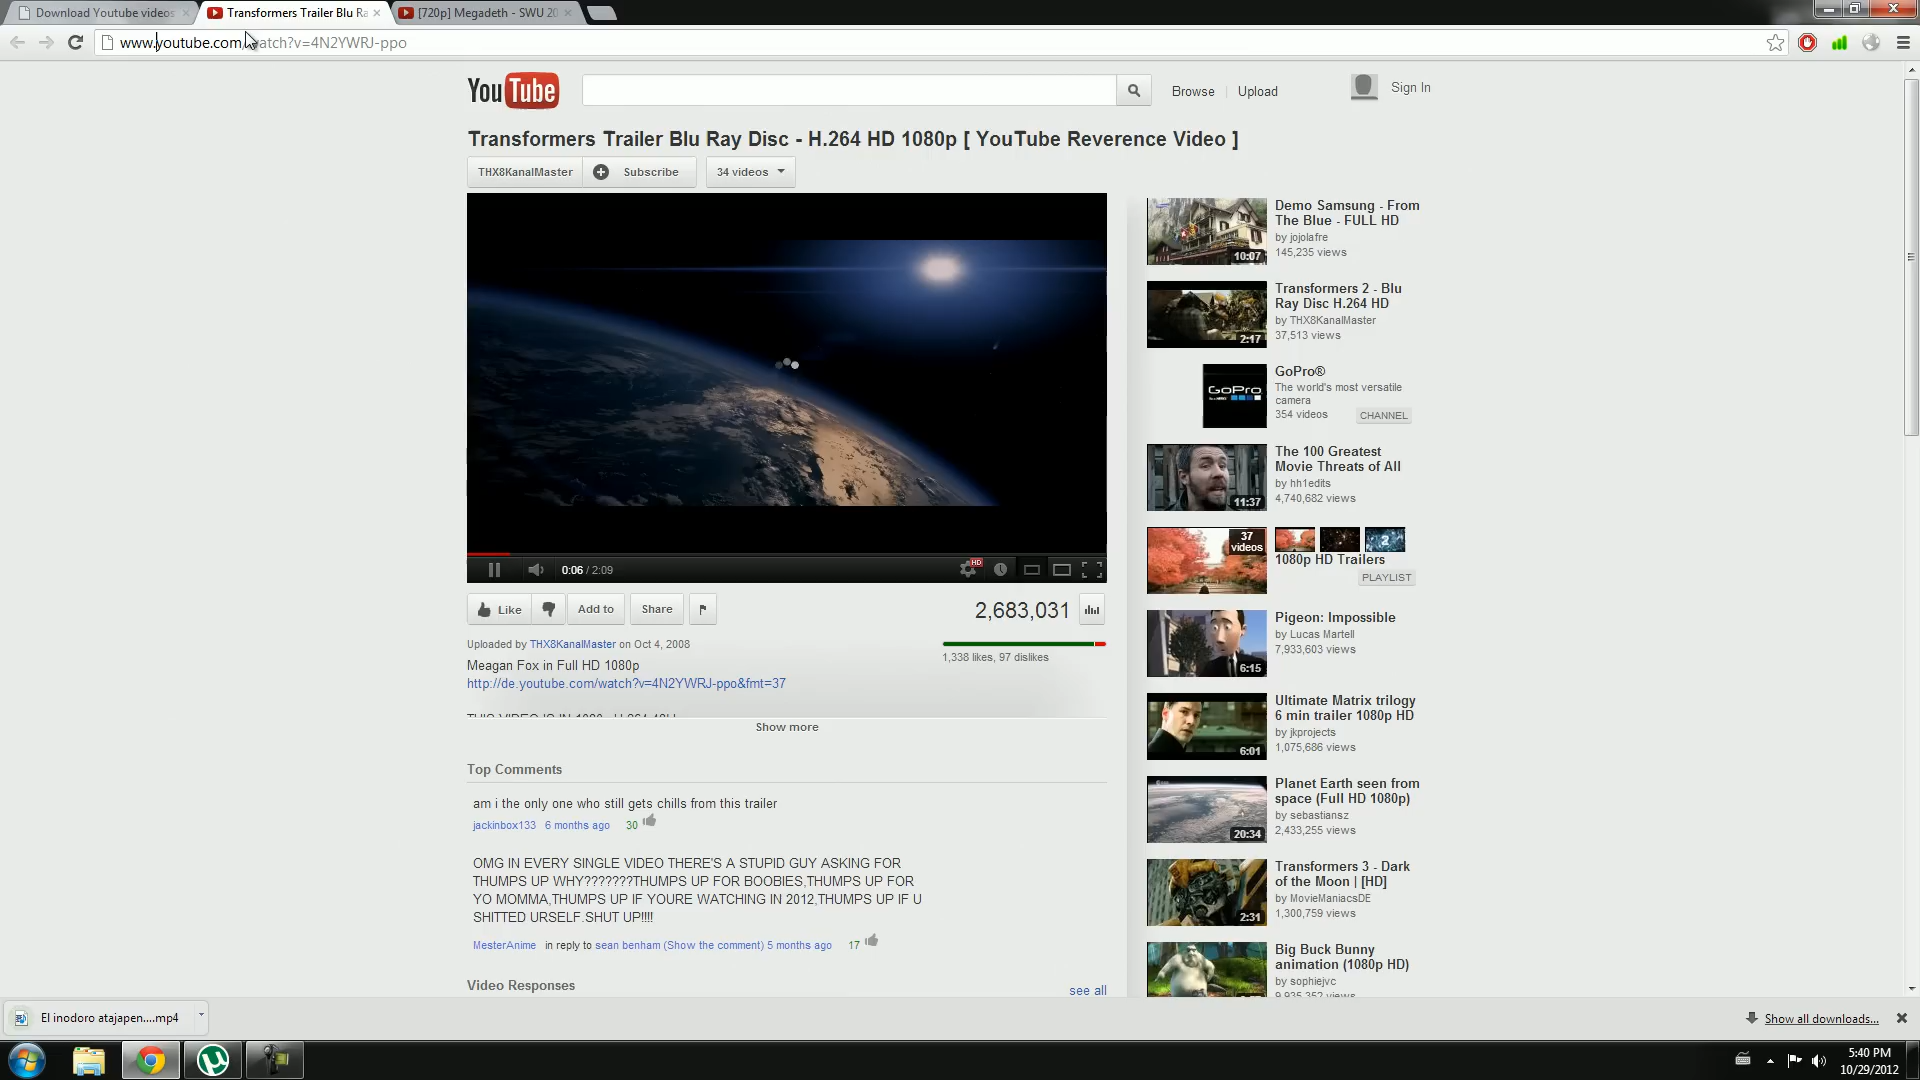 Download Youtube videos
Transformers Trailer Blu Ra
[720p] Megadeth - SWU 20
www.youtube.com/watch?v=4N2YWRJ-ppo
YouTube
Browse
Upload
Sign In
Transformers Trailer Blu Ray Disc - H.264 HD 1080p [ YouTube Reverence Video ]
THX8KanalMaster
Subscribe
34 videos
0:06 / 2:09
HD
Like
Add to
Share
2,683,031
Uploaded by THX8KanalMaster on Oct 4, 2008
1,338 likes, 97 dislikes
Meagan Fox in Full HD 1080p
http://de.youtube.com/watch?v=4N2YWRJ-ppo&fmt=37
Show more
Top Comments
am i the only one who still gets chills from this trailer
jackinbox133 6 months ago 30
OMG IN EVERY SINGLE VIDEO THERE'S A STUPID GUY ASKING FOR
THUMPS UP WHY???????THUMPS UP FOR BOOBIES,THUMPS UP FOR
YO MOMMA,THUMPS UP IF YOURE WATCHING IN 2012,THUMPS UP IF U
SHITTED URSELF.SHUT UP!!!!
MesterAnime in reply to sean benham (Show the comment) 5 months ago 17
Video Responses
see all
10:07
Demo Samsung - From
The Blue - FULL HD
by jojolafre
145,235 views
2:17
Transformers 2 - Blu
Ray Disc H.264 HD
by THX8KanalMaster
37,513 views
GoPro
GoPro®
The world's most versatile
camera
354 videos
CHANNEL
11:37
The 100 Greatest
Movie Threats of All
by hh1edits
4,740,682 views
37
videos
1080p HD Trailers
PLAYLIST
6:15
Pigeon: Impossible
by Lucas Martell
7,933,603 views
6:01
Ultimate Matrix trilogy
6 min trailer 1080p HD
by jkprojects
1,075,686 views
20:34
Planet Earth seen from
space (Full HD 1080p)
by sebastiansz
2,433,255 views
2:31
Transformers 3 - Dark
of the Moon | [HD]
by MovieManiacsDE
1,300,759 views
Big Buck Bunny
animation (1080p HD)
by sophiejvc
9,935,352 views
El inodoro atajapen....mp4
Show all downloads...
5:40 PM
10/29/2012